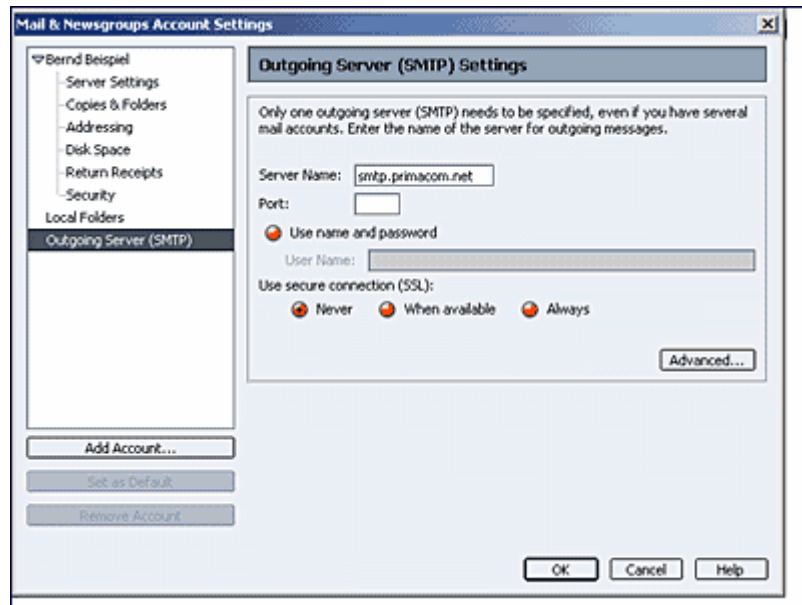 Mail & Newsgroups Account Settings
Bernd Beispiel
Server Settings
Copies & Folders
Addressing
Disk Space
Return Receipts
Security
Local Folders
Outgoing Server (SMTP)
Add Account...
Set as Default
Remove Account
Outgoing Server (SMTP) Settings
Only one outgoing server (SMTP) needs to be specified, even if you have several
mail accounts. Enter the name of the server for outgoing messages.
Server Name: smtp.primacom.net
Port:
Use name and password
User Name:
Use secure connection (SSL):
Never When available Always
Advanced...
OK Cancel Help